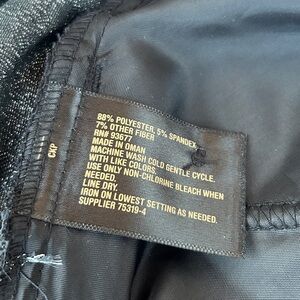 88% POLYESTER, 5% SPANDEX
7% OTHER FIBER
RN# 93677
MADE IN OMAN
MACHINE WASH COLD GENTLE CYCLE.
WITH LIKE COLORS.
USE ONLY NON-CHLORINE BLEACH WHEN
NEEDED.
LINE DRY.
IRON ON LOWEST SETTING AS NEEDED.
SUPPLIER 75319-4
CKP